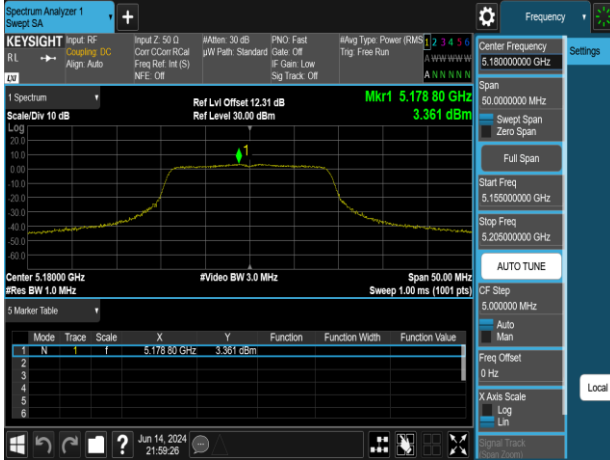 Spectrum Analyzer 1
Swept SA
+
Frequency
KEYSIGHT
RL
LXI
Input: RF
Coupling: DC
Align: Auto
Input Z: 50 Ω
Corr CCorr RCal
Freq Ref: Int (S)
NFE: Off
#Atten: 30 dB
µW Path: Standard
PNO: Fast
Gate: Off
IF Gain: Low
Sig Track: Off
#Avg Type: Power (RMS
Trig: Free Run
1 2 3 4 5 6
A W W W W W
A N N N N N
1 Spectrum
Scale/Div 10 dB
Log
Ref Lvl Offset 12.31 dB
Ref Level 30.00 dBm
Mkr1 5.178 80 GHz
3.361 dBm
20.0
10.0
0.00
-10.0
-20.0
-30.0
-40.0
-50.0
-60.0
1
Center 5.18000 GHz
#Res BW 1.0 MHz
#Video BW 3.0 MHz
Span 50.00 MHz
Sweep 1.00 ms (1001 pts)
5 Marker Table
Mode Trace Scale X Y Function Function Width Function Value
1 N 1 f 5.178 80 GHz 3.361 dBm
2
3
4
5
6
Jun 14, 2024
21:59:26
?
Center Frequency
5.180000000 GHz
Span
50.0000000 MHz
Swept Span
Zero Span
Full Span
Start Freq
5.155000000 GHz
Stop Freq
5.205000000 GHz
AUTO TUNE
CF Step
5.000000 MHz
Auto
Man
Freq Offset
0 Hz
X Axis Scale
Log
Lin
Signal Track
(Span Zoom)
Settings
Local